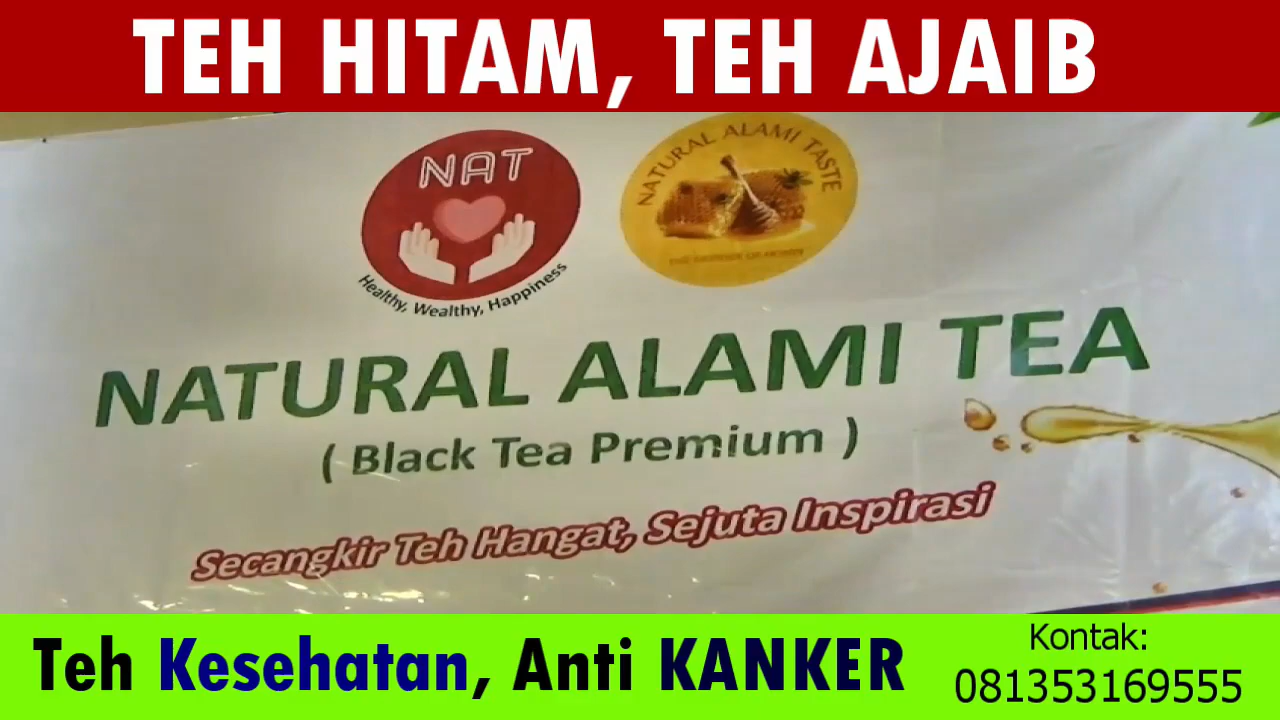 TEH HITAM, TEH AJAIB
NAT
Healthy, Wealthy, Happiness
NATURAL ALAMI TASTE
NATURAL ALAMI TEA
( Black Tea Premium )
Secangkir Teh Hangat, Sejuta Inspirasi
Teh Kesehatan, Anti KANKER
Kontak:
081353169555